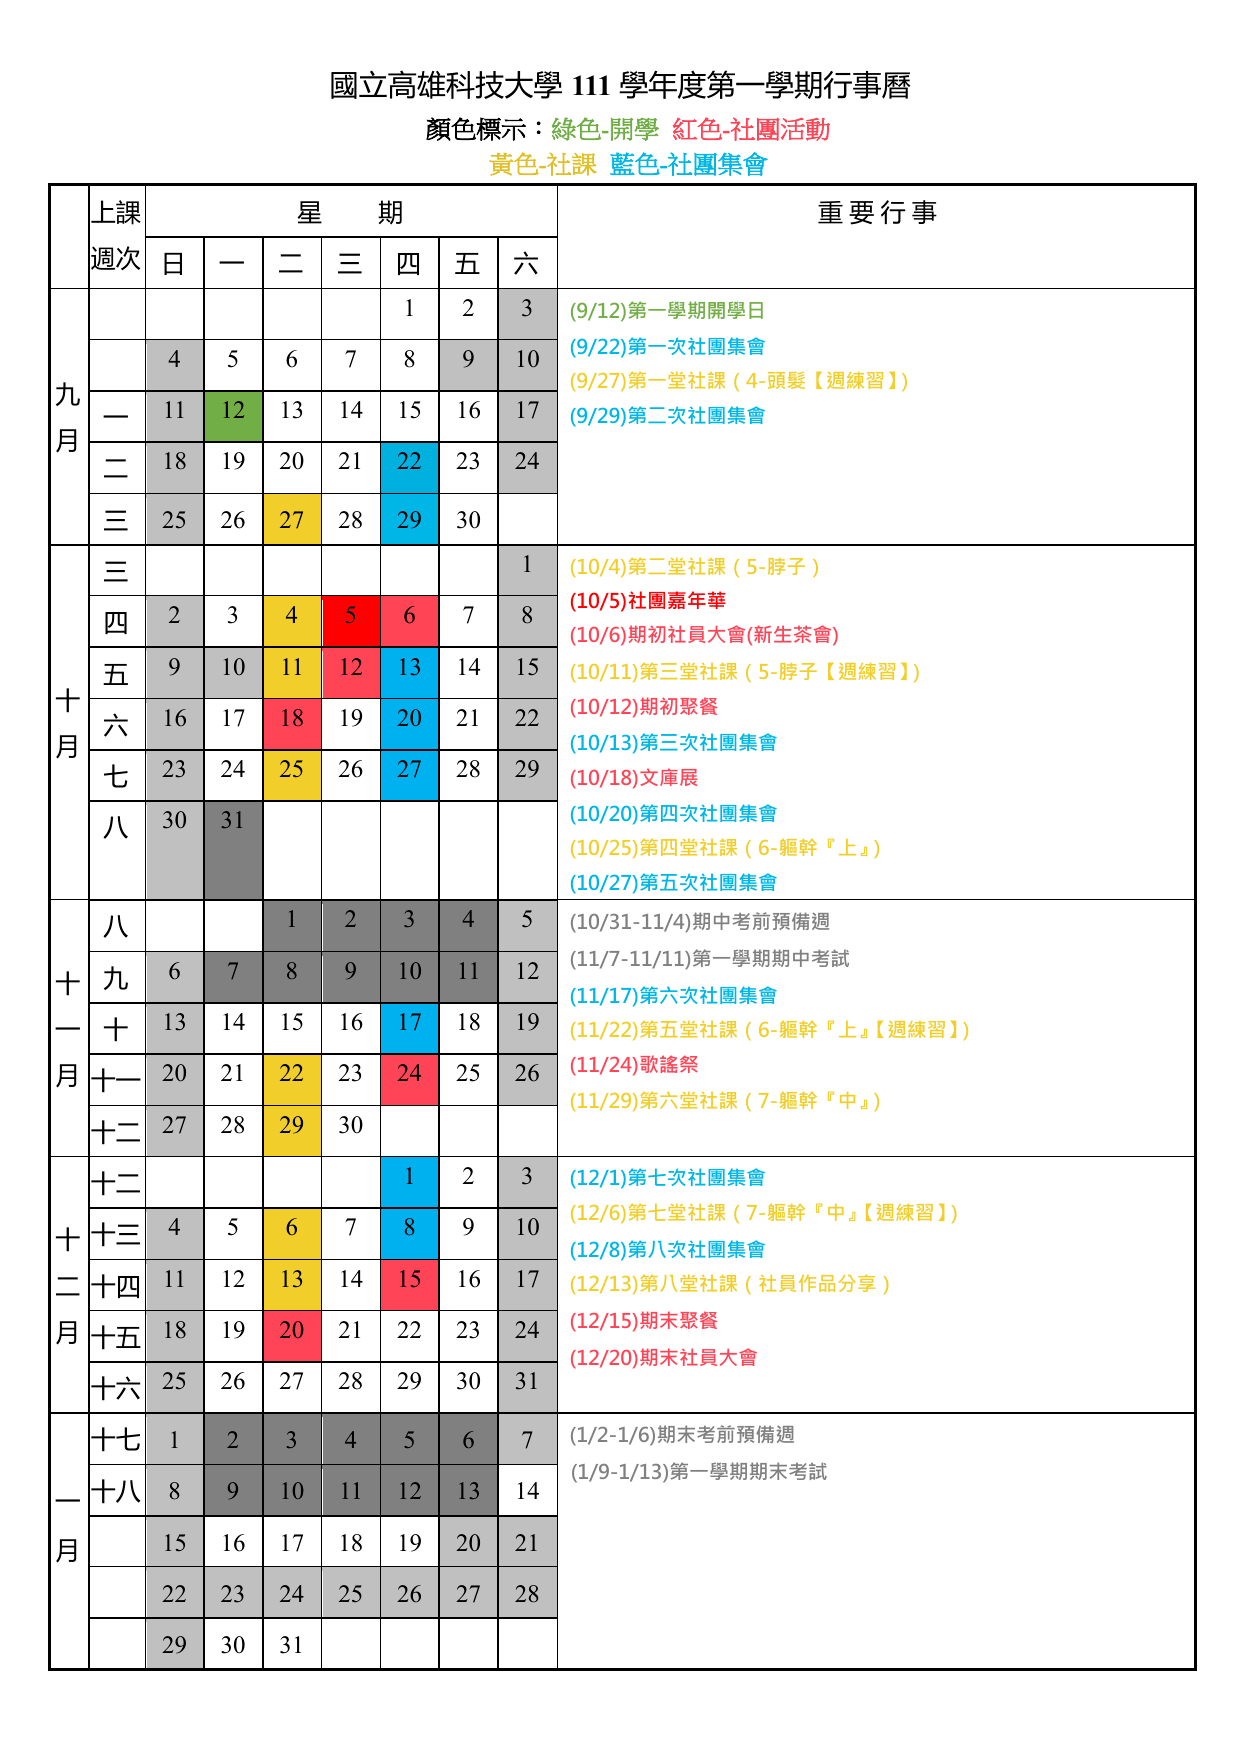 國立高雄科技大學 111 學年度第一學期行事曆
顏色標示：綠色-開學 紅色-社團活動
黃色-社課 藍色-社團集會
上課週次 星 期 重要行事
日 一 二 三 四 五 六
九月
1 2 3
4 5 6 7 8 9 10
一 11 12 13 14 15 16 17
二 18 19 20 21 22 23 24
三 25 26 27 28 29 30
(9/12)第一學期開學日
(9/22)第一次社團集會
(9/27)第一堂社課（4-頭髮【週練習】）
(9/29)第二次社團集會
十月
三 1
四 2 3 4 5 6 7 8
五 9 10 11 12 13 14 15
六 16 17 18 19 20 21 22
七 23 24 25 26 27 28 29
八 30 31
(10/4)第二堂社課（5-脖子）
(10/5)社團嘉年華
(10/6)期初社員大會(新生茶會)
(10/11)第三堂社課（5-脖子【週練習】）
(10/12)期初聚餐
(10/13)第三次社團集會
(10/18)文庫展
(10/20)第四次社團集會
(10/25)第四堂社課（6-軀幹『上』）
(10/27)第五次社團集會
十一月
八 1 2 3 4 5
九 6 7 8 9 10 11 12
十 13 14 15 16 17 18 19
十一 20 21 22 23 24 25 26
十二 27 28 29 30
(10/31-11/4)期中考前預備週
(11/7-11/11)第一學期期中考試
(11/17)第六次社團集會
(11/22)第五堂社課（6-軀幹『上』【週練習】）
(11/24)歌謠祭
(11/29)第六堂社課（7-軀幹『中』）
十二月
十二 1 2 3
十三 4 5 6 7 8 9 10
十四 11 12 13 14 15 16 17
十五 18 19 20 21 22 23 24
十六 25 26 27 28 29 30 31
(12/1)第七次社團集會
(12/6)第七堂社課（7-軀幹『中』【週練習】）
(12/8)第八次社團集會
(12/13)第八堂社課（社員作品分享）
(12/15)期末聚餐
(12/20)期末社員大會
一月
十七 1 2 3 4 5 6 7
十八 8 9 10 11 12 13 14
15 16 17 18 19 20 21
22 23 24 25 26 27 28
29 30 31
(1/2-1/6)期末考前預備週
(1/9-1/13)第一學期期末考試